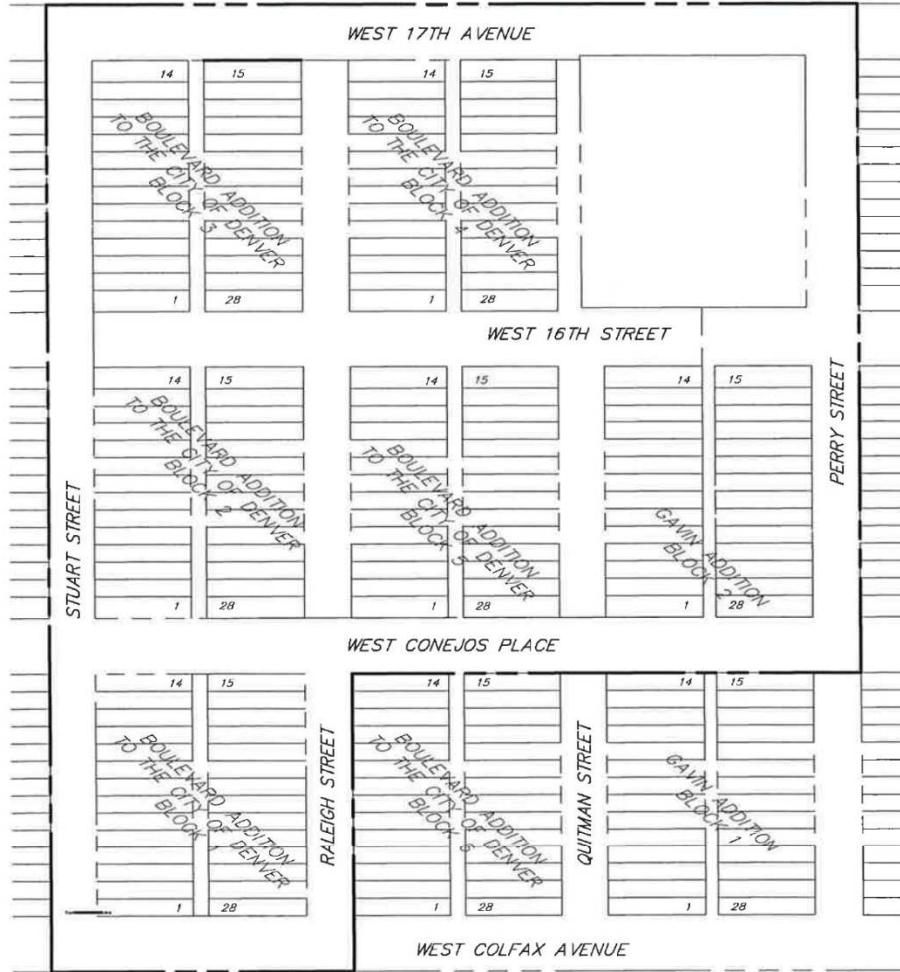 WEST 17TH AVENUE
14 15
14 15
BOULEVARD ADDITION
TO THE CITY OF DENVER
BLOCK 3
BOULEVARD ADDITION
TO THE CITY OF DENVER
BLOCK 4
1 28
1 28
WEST 16TH STREET
PERRY STREET
14 15
14 15
14 15
BOULEVARD ADDITION
TO THE CITY OF DENVER
BLOCK 2
BOULEVARD ADDITION
TO THE CITY OF DENVER
BLOCK 5
GAVIN ADDITION
BLOCK 2
STUART STREET
1 28
1 28
1 28
WEST CONEJOS PLACE
14 15
14 15
14 15
BOULEVARD ADDITION
TO THE CITY OF DENVER
BLOCK 1
RALEIGH STREET
BOULEVARD ADDITION
TO THE CITY OF DENVER
BLOCK 6
QUITMAN STREET
GAVIN ADDITION
BLOCK 1
1 28
1 28
1 28
WEST COLFAX AVENUE